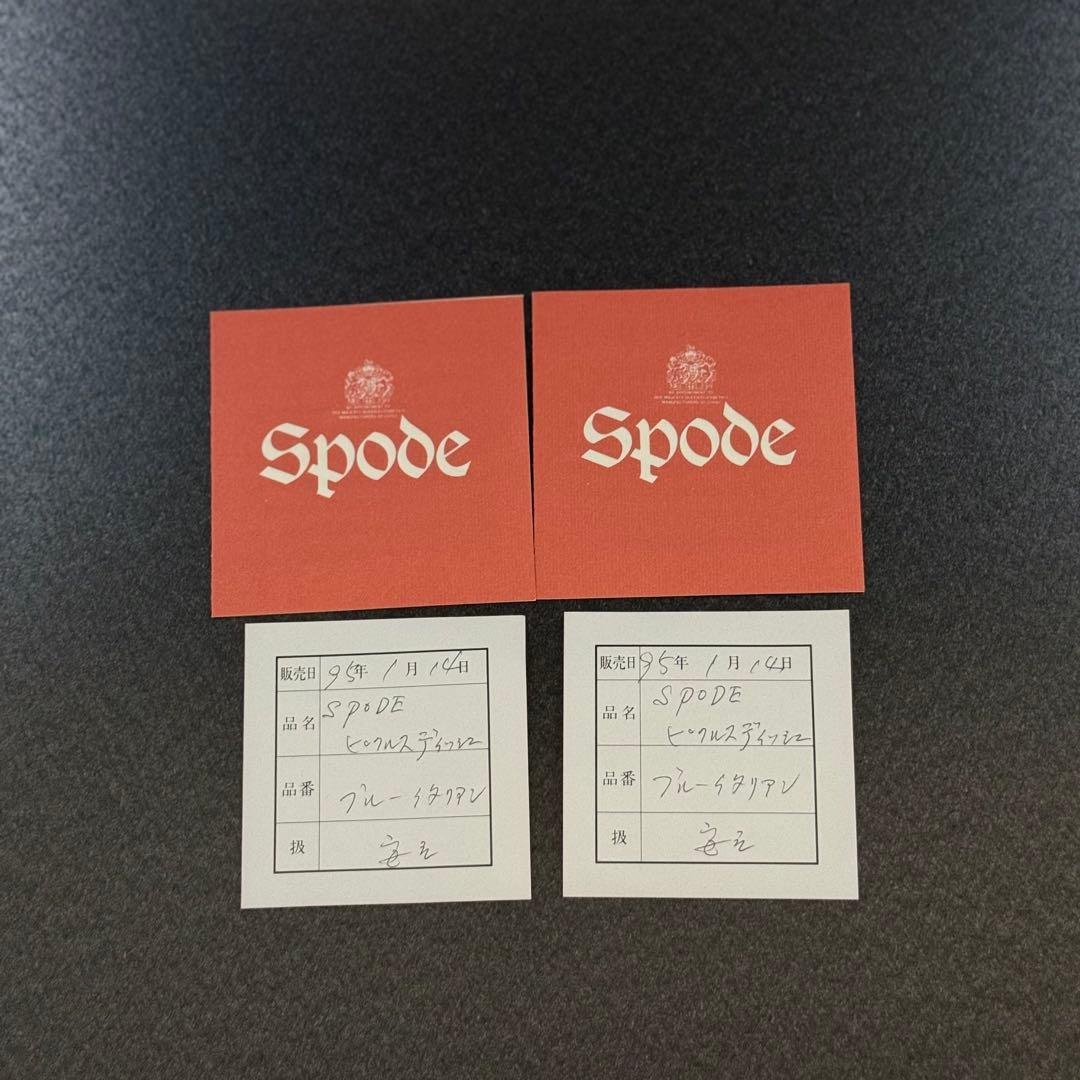 Spode
Spode
販売日 95年 1月 14日
品名 SPODE
ピクルスディッシュ
品番 ブルーイタリアン
扱
販売日 95年 1月 14日
品名 SPODE
ピクルスディッシュ
品番 ブルーイタリアン
扱